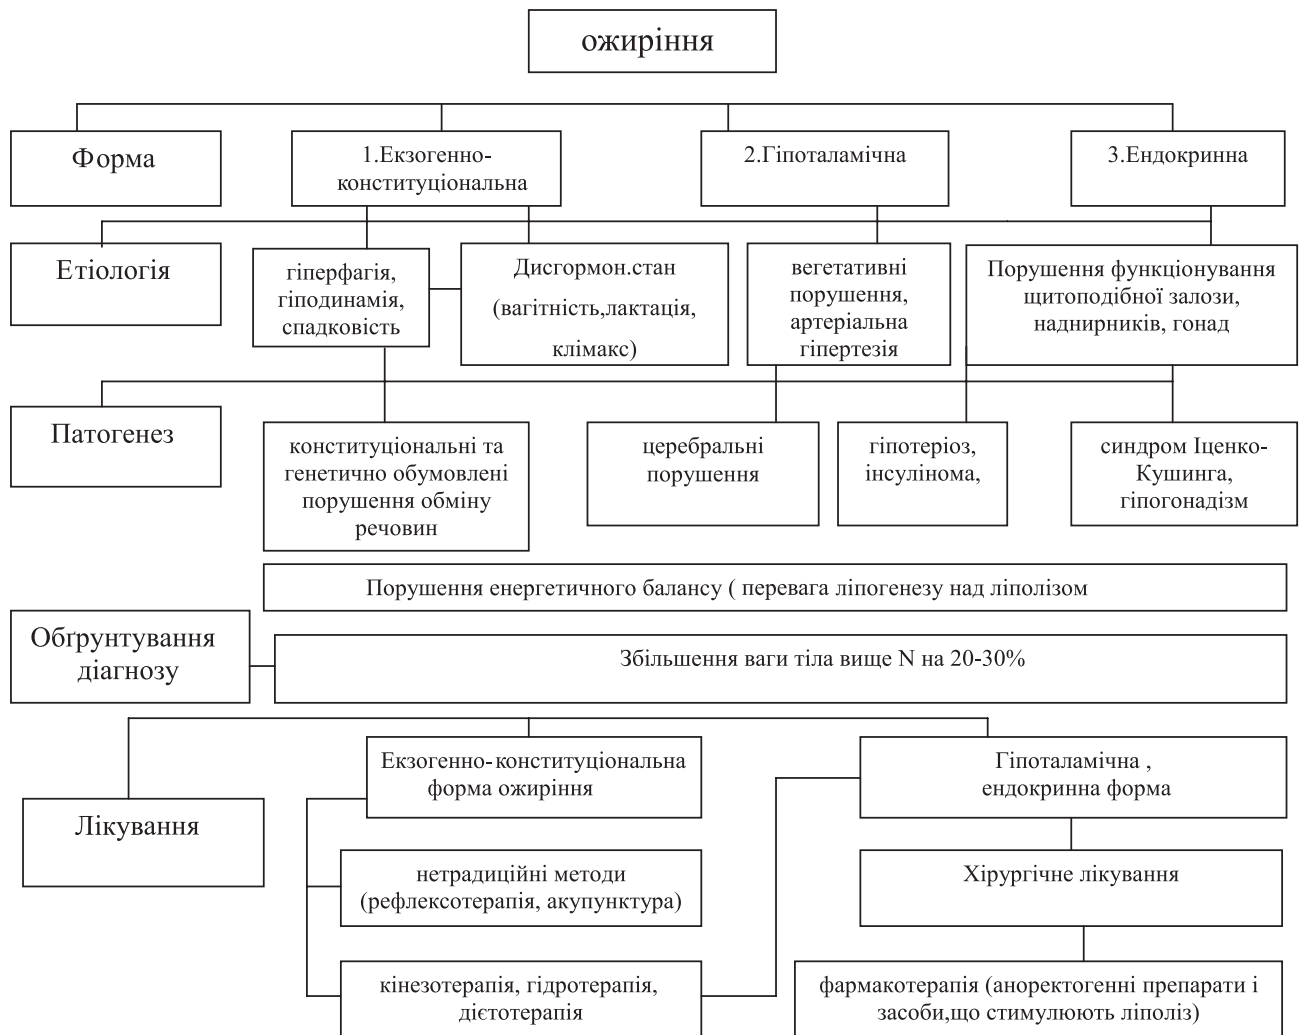 ожиріння
Форма
1.Екзогенно-
конституціональна
2.Гіпоталамічна
3.Ендокринна
Етіологія
гіперфагія,
гіподинамія,
спадковість
Дисгормон.стан
(вагітність,лактація,
клімакс)
вегетативні
порушення,
артеріальна
гіпертезія
Порушення функціонування
щитоподібної залози,
наднирників, гонад
Патогенез
конституціональні та
генетично обумовлені
порушення обміну
речовин
церебральні
порушення
гіпотеріоз,
інсулінома,
синдром Іценко-
Кушинга,
гіпогонадізм
Порушення енергетичного балансу ( перевага ліпогенезу над ліполізом
Обґрунтування
діагнозу
Збільшення ваги тіла вище N на 20-30%
Лікування
Екзогенно-конституціональна
форма ожиріння
Гіпоталамічна ,
ендокринна форма
нетрадиційні методи
(рефлексотерапія, акупунктура)
Хірургічне лікування
кінезотерапія, гідротерапія,
дієтотерапія
фармакотерапія (аноректогенні препарати і
засоби,що стимулюють ліполіз)